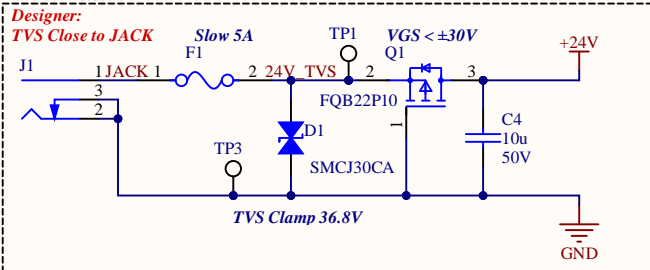 Designer:
TVS Close to JACK
Slow 5A
F1
TP1
VGS < ±30V
Q1
+24V
J1
1 JACK 1
2 24V_TVS
2
3
3
2
FQB22P10
1
D1
C4
10u
50V
TP3
SMCJ30CA
TVS Clamp 36.8V
GND